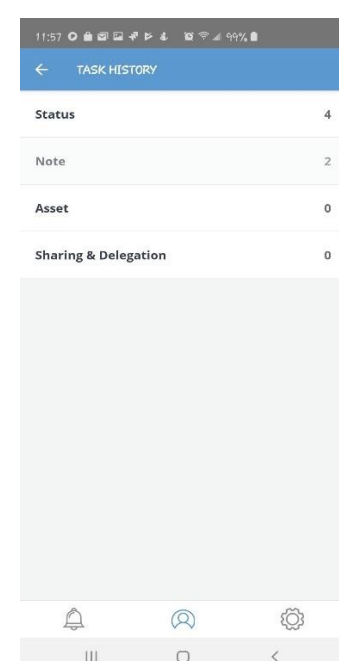 11:57 99%
TASK HISTORY
Status 4
Note 2
Asset 0
Sharing & Delegation 0